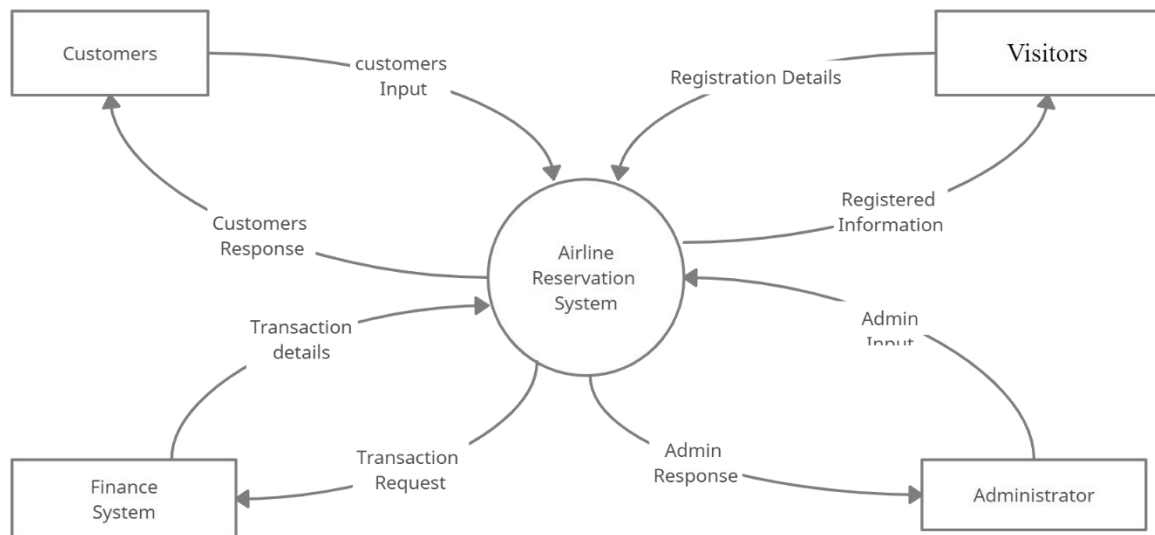 Customers
customers
Input
Registration Details
Visitors
Customers
Response
Registered
Information
Airline
Reservation
System
Transaction
details
Admin
Input
Transaction
Request
Admin
Response
Finance
System
Administrator